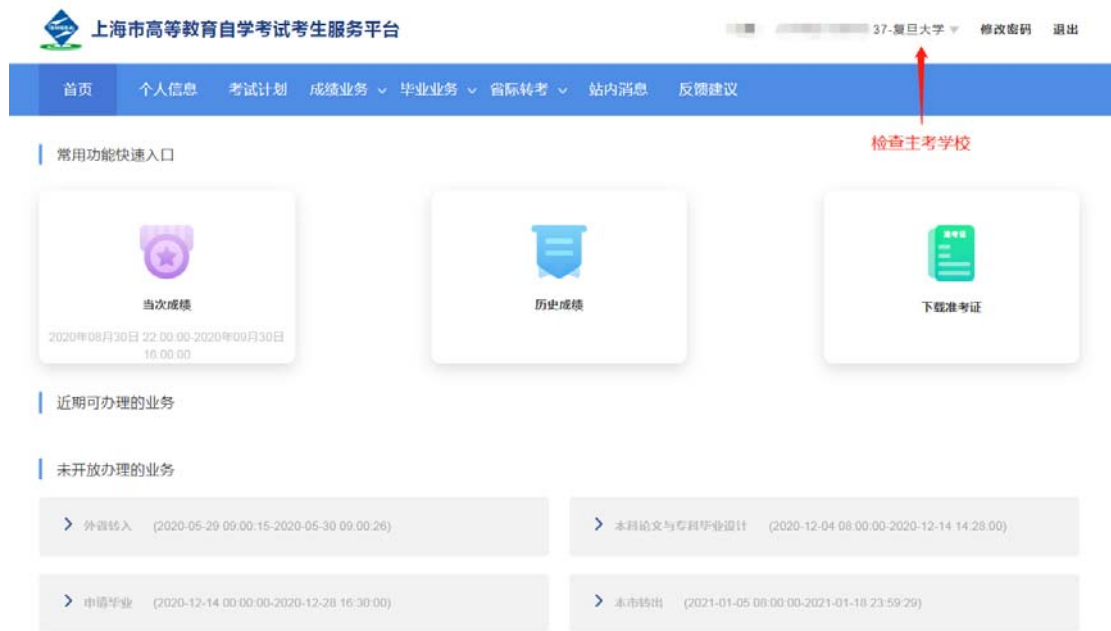 上海市高等教育自学考试考生服务平台
37-复旦大学 修改密码 退出
首页 个人信息 考试计划 成绩业务 毕业业务 省际转考 站内消息 反馈建议
检查主考学校
常用功能快速入口
准考证
当次成绩 历史成绩 下载准考证
2020年08月30日 22:00:00-2020年09月30日
16:00:00
近期可办理的业务
未开放办理的业务
外省转入 (2020-05-29 09:00:15-2020-05-30 09:00:26)
本科论文与专科毕业设计 (2020-12-04 08:00:00-2020-12-14 14:28:00)
申请毕业 (2020-12-14 00:00:00-2020-12-28 16:30:00)
本市转出 (2021-01-05 08:00:00-2021-01-18 23:59:29)